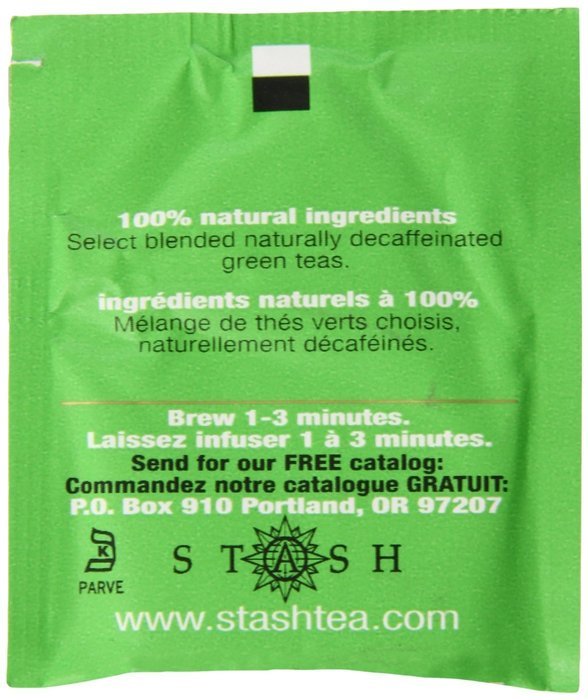 100% natural ingredients
Select blended naturally decaffeinated
green teas.
ingrédients naturels à 100%
Mélange de thés verts choisis,
naturellement décaféinés.
Brew 1-3 minutes.
Laissez infuser 1 à 3 minutes.
Send for our FREE catalog:
Commandez notre catalogue GRATUIT:
P.O. Box 910 Portland, OR 97207
K
PARVE
STASH
www.stashtea.com